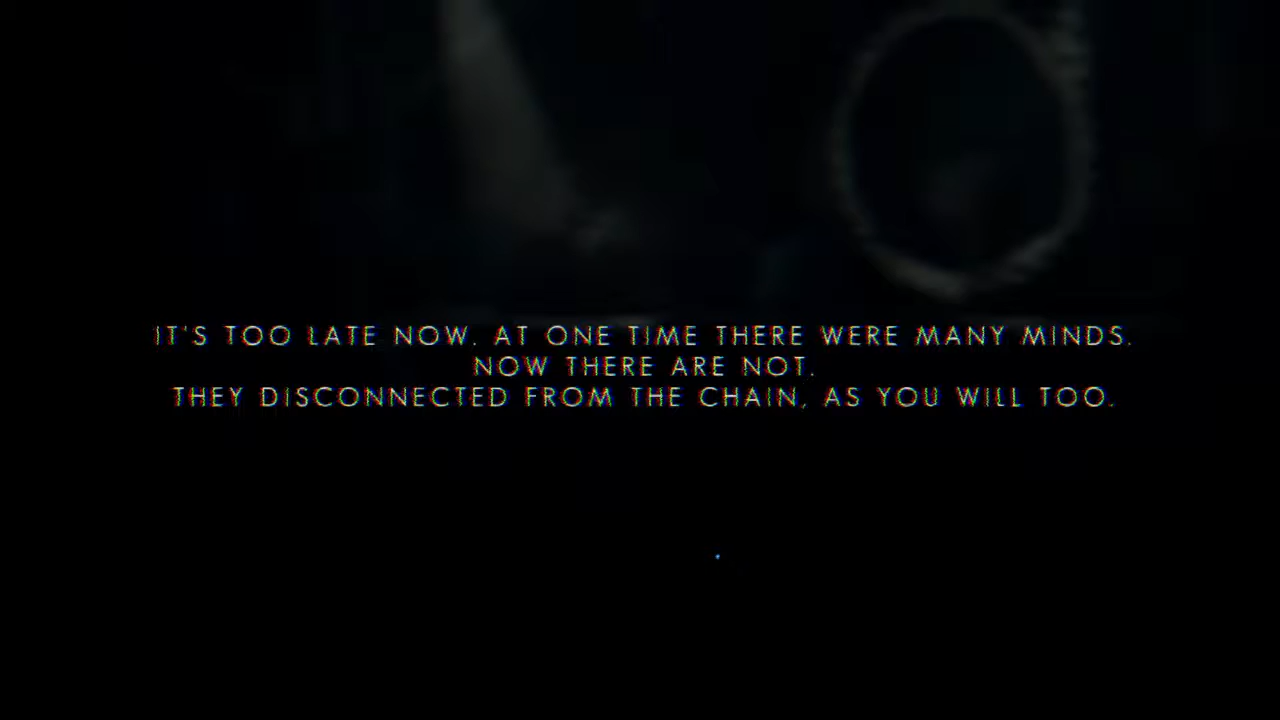 IT'S TOO LATE NOW. AT ONE TIME THERE WERE MANY MINDS.
NOW THERE ARE NOT.
THEY DISCONNECTED FROM THE CHAIN, AS YOU WILL TOO.